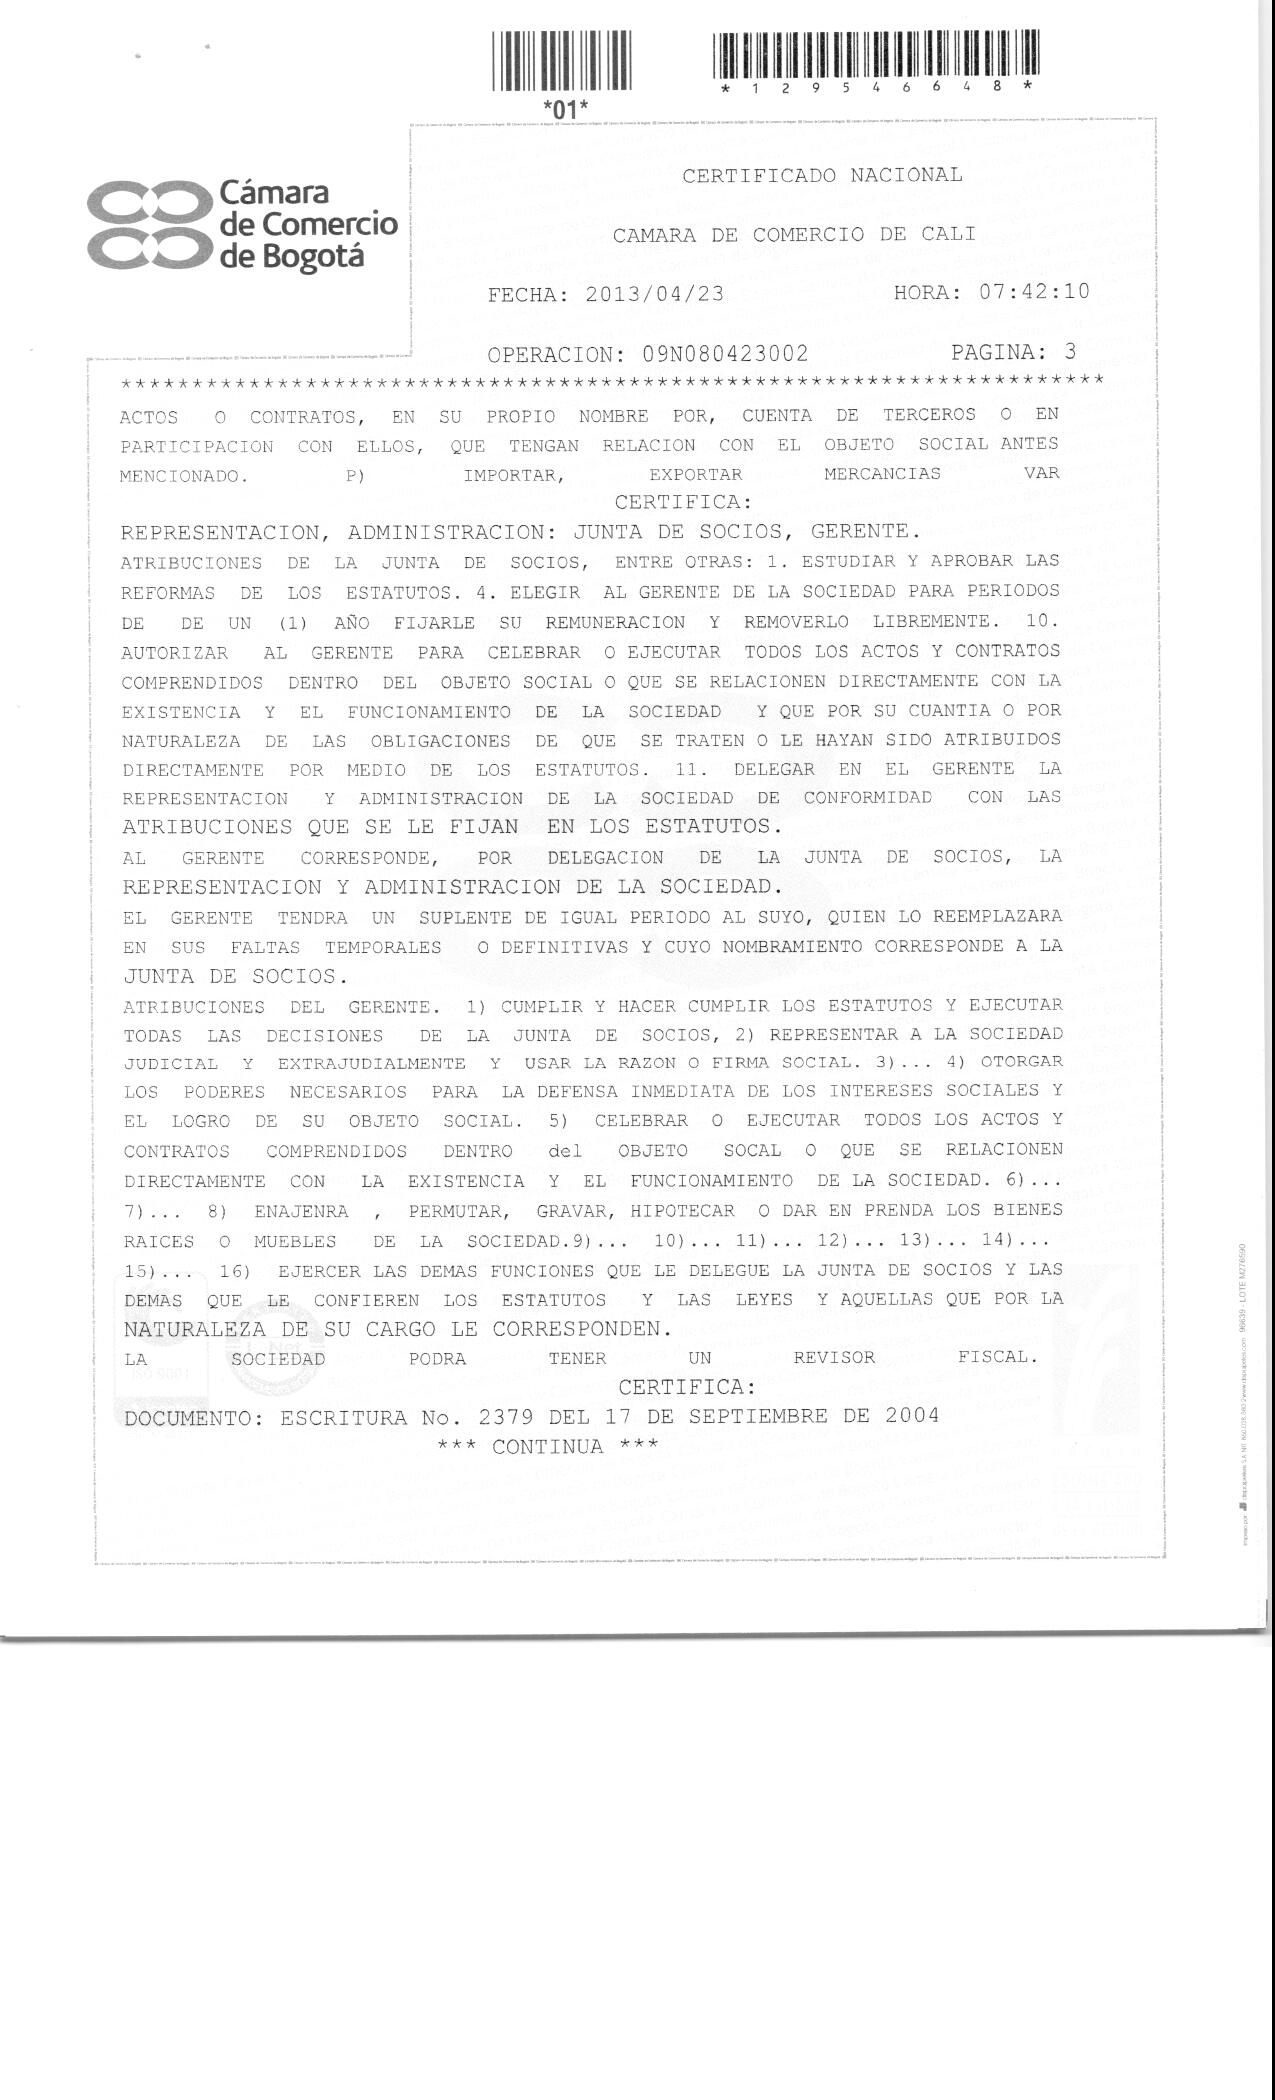 *01*
*129546648*
Cámara
de Comercio
de Bogotá
CERTIFICADO NACIONAL
CAMARA DE COMERCIO DE CALI
FECHA: 2013/04/23 HORA: 07:42:10
OPERACION: 09N080423002 PAGINA: 3
**********************************************************************
ACTOS O CONTRATOS, EN SU PROPIO NOMBRE POR, CUENTA DE TERCEROS O EN
PARTICIPACION CON ELLOS, QUE TENGAN RELACION CON EL OBJETO SOCIAL ANTES
MENCIONADO. P) IMPORTAR, EXPORTAR MERCANCIAS VAR
CERTIFICA:
REPRESENTACION, ADMINISTRACION: JUNTA DE SOCIOS, GERENTE.
ATRIBUCIONES DE LA JUNTA DE SOCIOS, ENTRE OTRAS: 1. ESTUDIAR Y APROBAR LAS
REFORMAS DE LOS ESTATUTOS. 4. ELEGIR AL GERENTE DE LA SOCIEDAD PARA PERIODOS
DE DE UN (1) AÑO FIJARLE SU REMUNERACION Y REMOVERLO LIBREMENTE. 10.
AUTORIZAR AL GERENTE PARA CELEBRAR O EJECUTAR TODOS LOS ACTOS Y CONTRATOS
COMPRENDIDOS DENTRO DEL OBJETO SOCIAL O QUE SE RELACIONEN DIRECTAMENTE CON LA
EXISTENCIA Y EL FUNCIONAMIENTO DE LA SOCIEDAD Y QUE POR SU CUANTIA O POR
NATURALEZA DE LAS OBLIGACIONES DE QUE SE TRATEN O LE HAYAN SIDO ATRIBUIDOS
DIRECTAMENTE POR MEDIO DE LOS ESTATUTOS. 11. DELEGAR EN EL GERENTE LA
REPRESENTACION Y ADMINISTRACION DE LA SOCIEDAD DE CONFORMIDAD CON LAS
ATRIBUCIONES QUE SE LE FIJAN EN LOS ESTATUTOS.
AL GERENTE CORRESPONDE, POR DELEGACION DE LA JUNTA DE SOCIOS, LA
REPRESENTACION Y ADMINISTRACION DE LA SOCIEDAD.
EL GERENTE TENDRA UN SUPLENTE DE IGUAL PERIODO AL SUYO, QUIEN LO REEMPLAZARA
EN SUS FALTAS TEMPORALES O DEFINITIVAS Y CUYO NOMBRAMIENTO CORRESPONDE A LA
JUNTA DE SOCIOS.
ATRIBUCIONES DEL GERENTE. 1) CUMPLIR Y HACER CUMPLIR LOS ESTATUTOS Y EJECUTAR
TODAS LAS DECISIONES DE LA JUNTA DE SOCIOS, 2) REPRESENTAR A LA SOCIEDAD
JUDICIAL Y EXTRAJUDIALMENTE Y USAR LA RAZON O FIRMA SOCIAL. 3)... 4) OTORGAR
LOS PODERES NECESARIOS PARA LA DEFENSA INMEDIATA DE LOS INTERESES SOCIALES Y
EL LOGRO DE SU OBJETO SOCIAL. 5) CELEBRAR O EJECUTAR TODOS LOS ACTOS Y
CONTRATOS COMPRENDIDOS DENTRO del OBJETO SOCAL O QUE SE RELACIONEN
DIRECTAMENTE CON LA EXISTENCIA Y EL FUNCIONAMIENTO DE LA SOCIEDAD. 6)...
7)... 8) ENAJENRA , PERMUTAR, GRAVAR, HIPOTECAR O DAR EN PRENDA LOS BIENES
RAICES O MUEBLES DE LA SOCIEDAD.9)... 10)... 11)... 12)... 13)... 14)...
15)... 16) EJERCER LAS DEMAS FUNCIONES QUE LE DELEGUE LA JUNTA DE SOCIOS Y LAS
DEMAS QUE LE CONFIEREN LOS ESTATUTOS Y LAS LEYES Y AQUELLAS QUE POR LA
NATURALEZA DE SU CARGO LE CORRESPONDEN.
LA SOCIEDAD PODRA TENER UN REVISOR FISCAL.
CERTIFICA:
DOCUMENTO: ESCRITURA No. 2379 DEL 17 DE SEPTIEMBRE DE 2004
*** CONTINUA ***